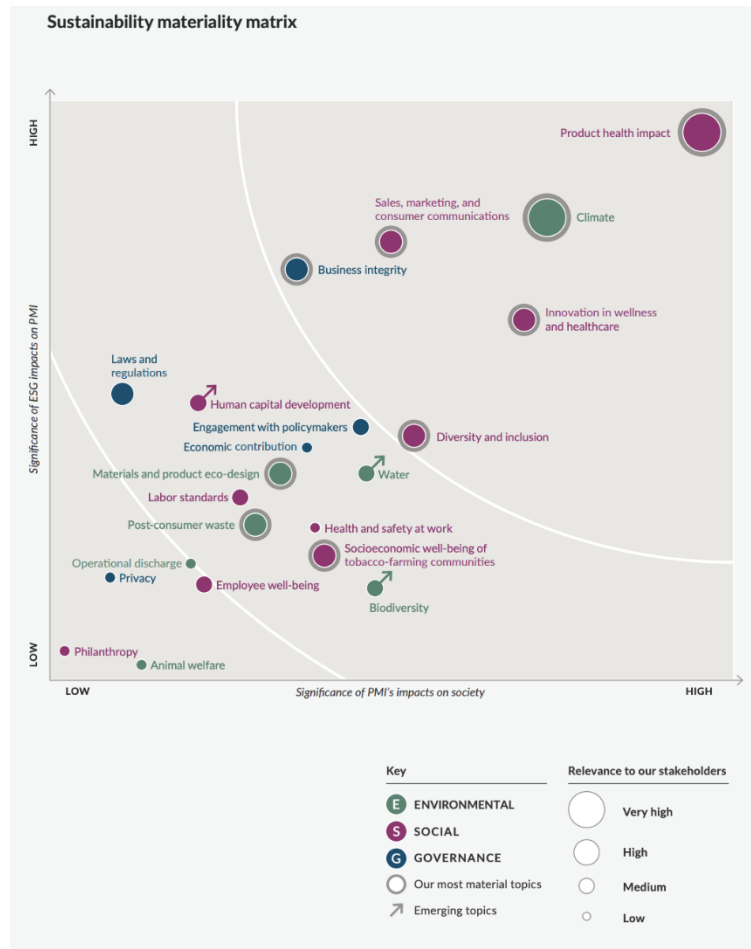 Sustainability materiality matrix
HIGH
Significance of ESG impacts on PMI
LOW
Product health impact
Sales, marketing, and
consumer communications
Climate
Business integrity
Innovation in wellness
and healthcare
Laws and
regulations
Human capital development
Engagement with policymakers
Diversity and inclusion
Economic contribution
Materials and product eco-design
Water
Labor standards
Post-consumer waste
Health and safety at work
Socioeconomic well-being of
tobacco-farming communities
Operational discharge
Privacy
Employee well-being
Biodiversity
Philanthropy
Animal welfare
LOW
Significance of PMI's impacts on society
HIGH
Key
E ENVIRONMENTAL
S SOCIAL
G GOVERNANCE
Our most material topics
Emerging topics
Relevance to our stakeholders
Very high
High
Medium
Low